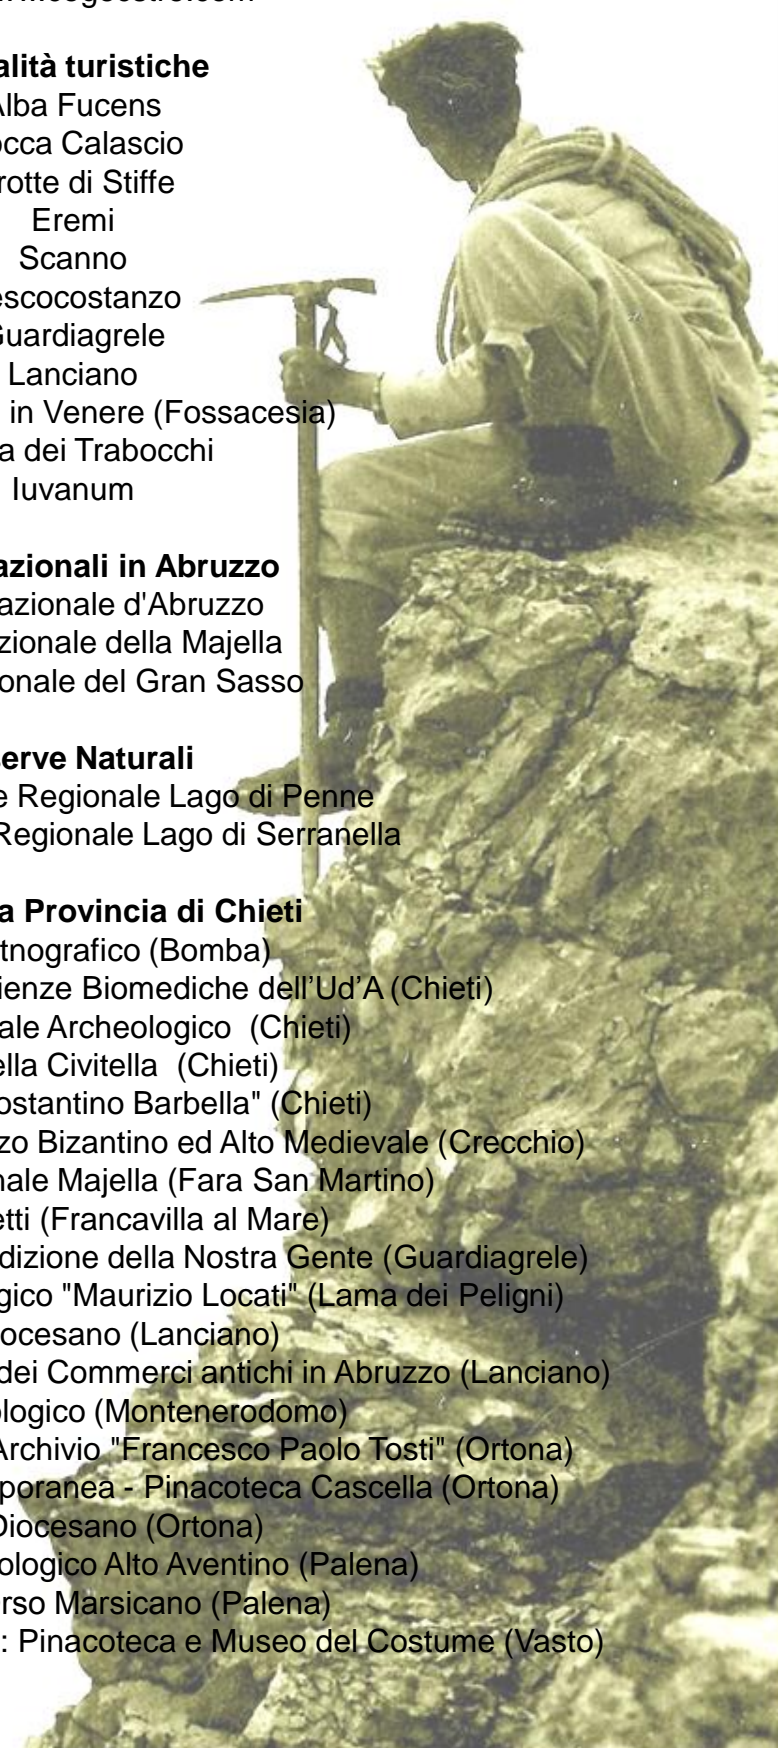 alità turistiche
Alba Fucens
occa Calascio
rotte di Stiffe
Eremi
Scanno
escocostanzo
Guardiagrele
Lanciano
in Venere (Fossacesia)
a dei Trabocchi
Iuvanum
azionali in Abruzzo
azionale d'Abruzzo
zionale della Majella
onale del Gran Sasso
serve Naturali
e Regionale Lago di Penne
Regionale Lago di Serranella
a Provincia di Chieti
tnografico (Bomba)
ienze Biomediche dell'Ud'A (Chieti)
ale Archeologico (Chieti)
ella Civitella (Chieti)
ostantino Barbella" (Chieti)
zo Bizantino ed Alto Medievale (Crecchio)
nale Majella (Fara San Martino)
etti (Francavilla al Mare)
dizione della Nostra Gente (Guardiagrele)
gico "Maurizio Locati" (Lama dei Peligni)
iocesano (Lanciano)
dei Commerci antichi in Abruzzo (Lanciano)
ologico (Montenerodomo)
Archivio "Francesco Paolo Tosti" (Ortona)
poranea - Pinacoteca Cascella (Ortona)
Diocesano (Ortona)
ologico Alto Aventino (Palena)
rso Marsicano (Palena)
: Pinacoteca e Museo del Costume (Vasto)